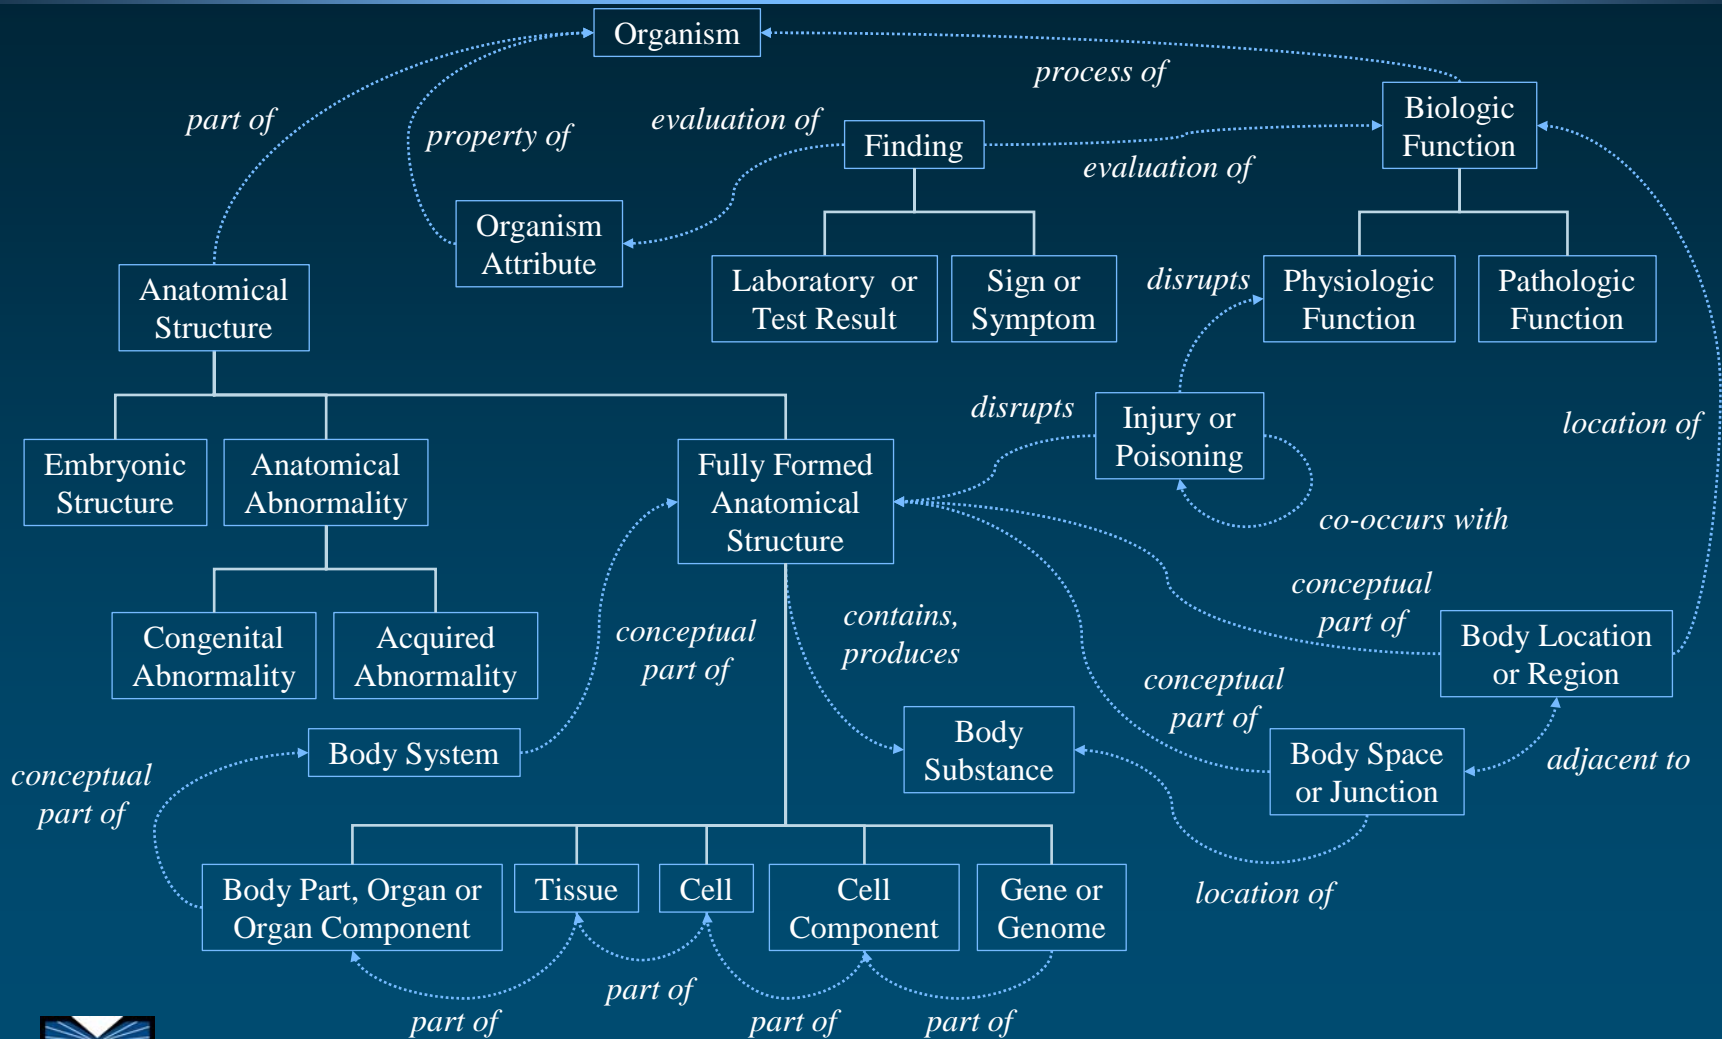 Organism
process of
part of
property of
evaluation of
Finding
evaluation of
Biologic
Function
Organism
Attribute
Anatomical
Structure
Laboratory or
Test Result
Sign or
Symptom
disrupts
Physiologic
Function
Pathologic
Function
disrupts
Injury or
Poisoning
location of
Embryonic
Structure
Anatomical
Abnormality
Fully Formed
Anatomical
Structure
co-occurs with
Congenital
Abnormality
Acquired
Abnormality
conceptual
part of
contains,
produces
conceptual
part of
Body Location
or Region
conceptual
part of
Body System
Body
Substance
Body Space
or Junction
adjacent to
conceptual
part of
Body Part, Organ or
Organ Component
Tissue
Cell
Cell
Component
Gene or
Genome
location of
part of
part of
part of
part of